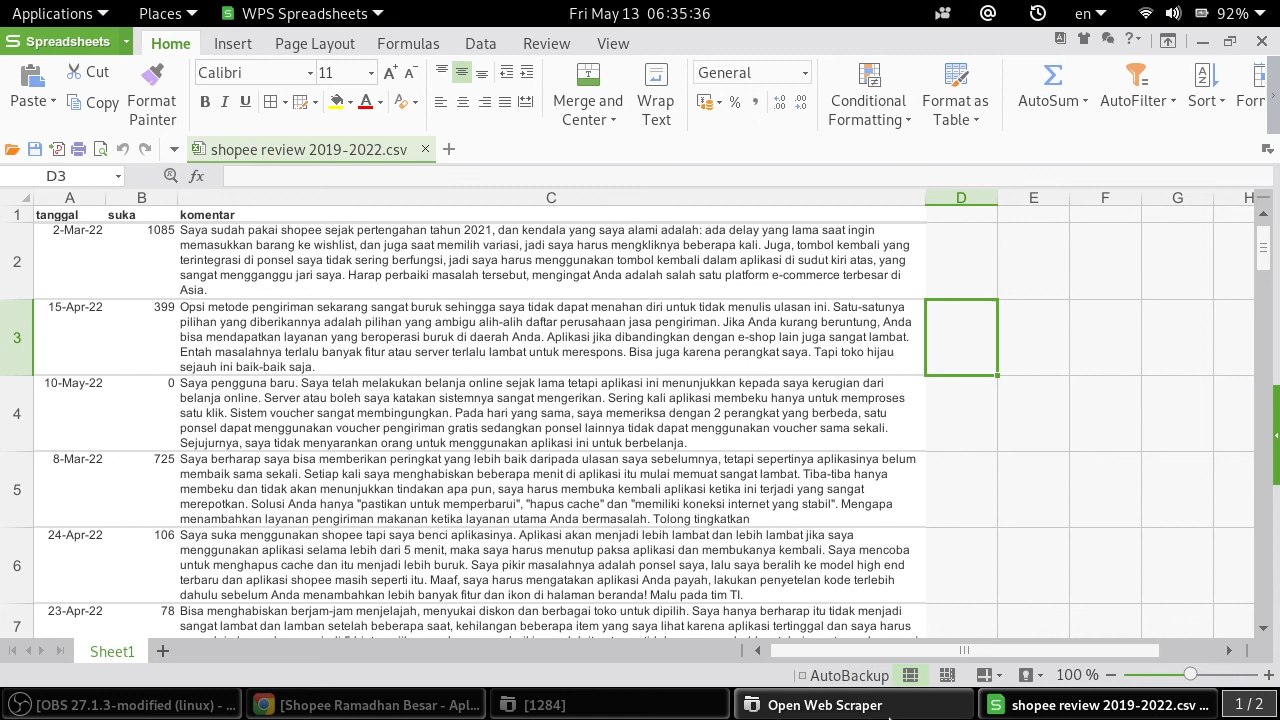 Applications Places WPS Spreadsheets Fri May 13 06:35:36 en 92%
Spreadsheets Home Insert Page Layout Formulas Data Review View
Paste Cut Copy Format Painter Calibri 11 B I U Merge and Center Wrap Text General % Conditional Formatting Format as Table AutoSum AutoFilter Sort Form
shopee review 2019-2022.csv
D3 fx
A B C D E F G H
1 tanggal suka komentar
2 2-Mar-22 1085 Saya sudah pakai shopee sejak pertengahan tahun 2021, dan kendala yang saya alami adalah: ada delay yang lama saat ingin
memasukkan barang ke wishlist, dan juga saat memilih variasi, jadi saya harus mengkliknya beberapa kali. Juga, tombol kembali yang
terintegrasi di ponsel saya tidak sering berfungsi, jadi saya harus menggunakan tombol kembali dalam aplikasi di sudut kiri atas, yang
sangat mengganggu jari saya. Harap perbaiki masalah tersebut, mengingat Anda adalah salah satu platform e-commerce terbesar di
Asia.
3 15-Apr-22 399 Opsi metode pengiriman sekarang sangat buruk sehingga saya tidak dapat menahan diri untuk tidak menulis ulasan ini. Satu-satunya
pilihan yang diberikannya adalah pilihan yang ambigu alih-alih daftar perusahaan jasa pengiriman. Jika Anda kurang beruntung, Anda
bisa mendapatkan layanan yang beroperasi buruk di daerah Anda. Aplikasi jika dibandingkan dengan e-shop lain juga sangat lambat.
Entah masalahnya terlalu banyak fitur atau server terlalu lambat untuk merespons. Bisa juga karena perangkat saya. Tapi toko hijau
sejauh ini baik-baik saja.
4 10-May-22 0 Saya pengguna baru. Saya telah melakukan belanja online sejak lama tetapi aplikasi ini menunjukkan kepada saya kerugian dari
belanja online. Server atau boleh saya katakan sistemnya sangat mengerikan. Sering kali aplikasi membeku hanya untuk memproses
satu klik. Sistem voucher sangat membingungkan. Pada hari yang sama, saya memeriksa dengan 2 perangkat yang berbeda, satu
ponsel dapat menggunakan voucher pengiriman gratis sedangkan ponsel lainnya tidak dapat menggunakan voucher sama sekali.
Sejujurnya, saya tidak menyarankan orang untuk menggunakan aplikasi ini untuk berbelanja.
5 8-Mar-22 725 Saya berharap saya bisa memberikan peringkat yang lebih baik daripada ulasan saya sebelumnya, tetapi sepertinya aplikasinya belum
membaik sama sekali. Setiap kali saya menghabiskan beberapa menit di aplikasi itu mulai memuat sangat lambat. Tiba-tiba hanya
membeku dan tidak akan menunjukkan tindakan apa pun, saya harus membuka kembali aplikasi ketika ini terjadi yang sangat
merepotkan. Solusi Anda hanya "pastikan untuk memperbarui", "hapus cache" dan "memiliki koneksi internet yang stabil". Mengapa
menambahkan layanan pengiriman makanan ketika layanan utama Anda bermasalah. Tolong tingkatkan
6 24-Apr-22 106 Saya suka menggunakan shopee tapi saya benci aplikasinya. Aplikasi akan menjadi lebih lambat dan lebih lambat jika saya
menggunakan aplikasi selama lebih dari 5 menit, maka saya harus menutup paksa aplikasi dan membukanya kembali. Saya mencoba
untuk menghapus cache dan itu menjadi lebih buruk. Saya pikir masalahnya adalah ponsel saya, lalu saya beralih ke model high end
terbaru dan aplikasi shopee masih seperti itu. Maaf, saya harus mengatakan aplikasi Anda payah, lakukan penyetelan kode terlebih
dahulu sebelum Anda menambahkan lebih banyak fitur dan ikon di halaman beranda! Malu pada tim TI.
7 23-Apr-22 78 Bisa menghabiskan berjam-jam menjelajah, menyukai diskon dan berbagai toko untuk dipilih. Saya hanya berharap itu tidak menjadi
sangat lambat dan lamban setelah beberapa saat, kehilangan beberapa item yang saya lihat karena aplikasi tertinggal dan saya harus
Sheet1
AutoBackup 100 %
[OBS 27.1.3-modified (linux) - ... [Shopee Ramadhan Besar - Apl... [1284] Open Web Scraper shopee review 2019-2022.csv ... 1 / 2